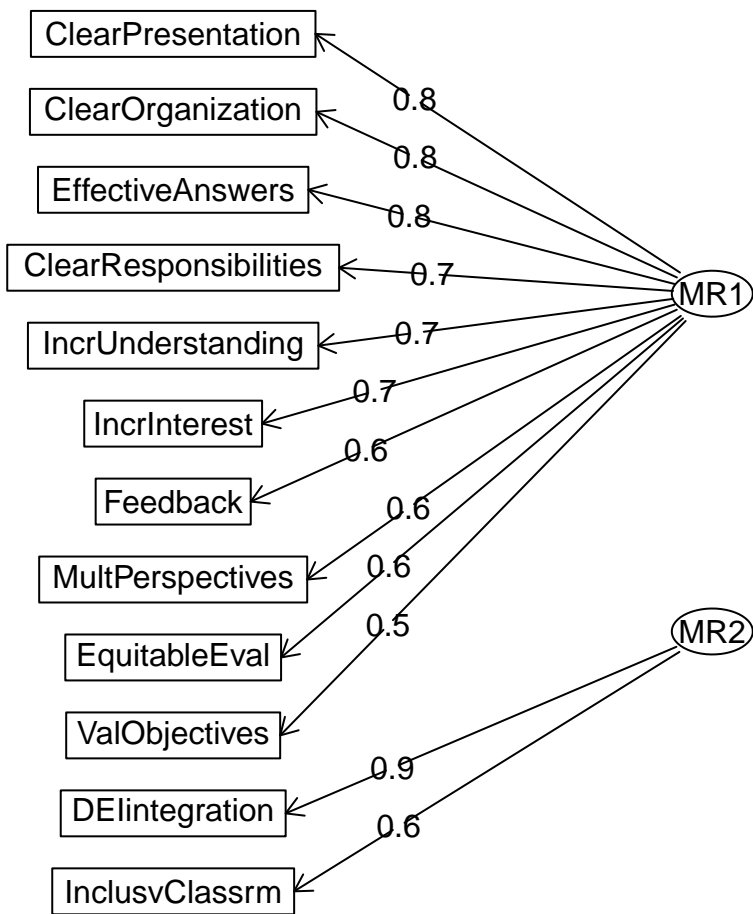 ClearPresentation
0.8
ClearOrganization
0.8
EffectiveAnswers
0.8
ClearResponsibilities
0.7
MR1
IncrUnderstanding
0.7
IncrInterest
0.7
Feedback
0.6
MultPerspectives
0.6
EquitableEval
0.6
ValObjectives
0.5
MR2
DEIintegration
0.9
InclusvClassrm
0.6